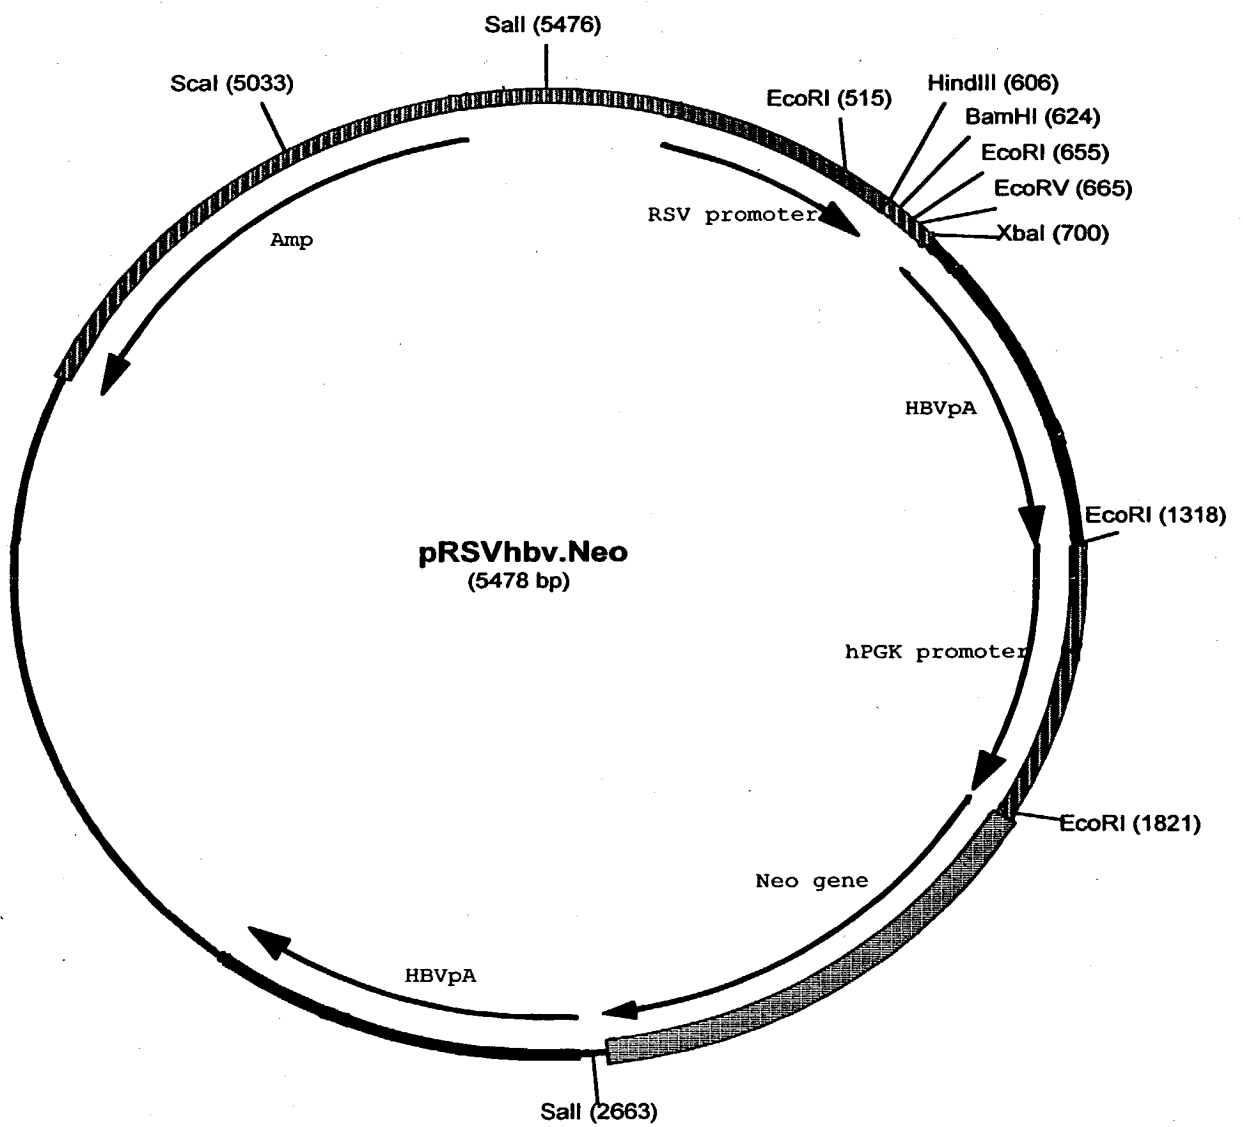 SalI (5476)
ScaI (5033)
EcoRI (515)
HindIII (606)
BamHI (624)
EcoRI (655)
EcoRV (665)
XbaI (700)
RSV promoter
Amp
HBVpA
EcoRI (1318)
pRSVhbv.Neo
(5478 bp)
hPGK promoter
EcoRI (1821)
Neo gene
HBVpA
SalI (2663)